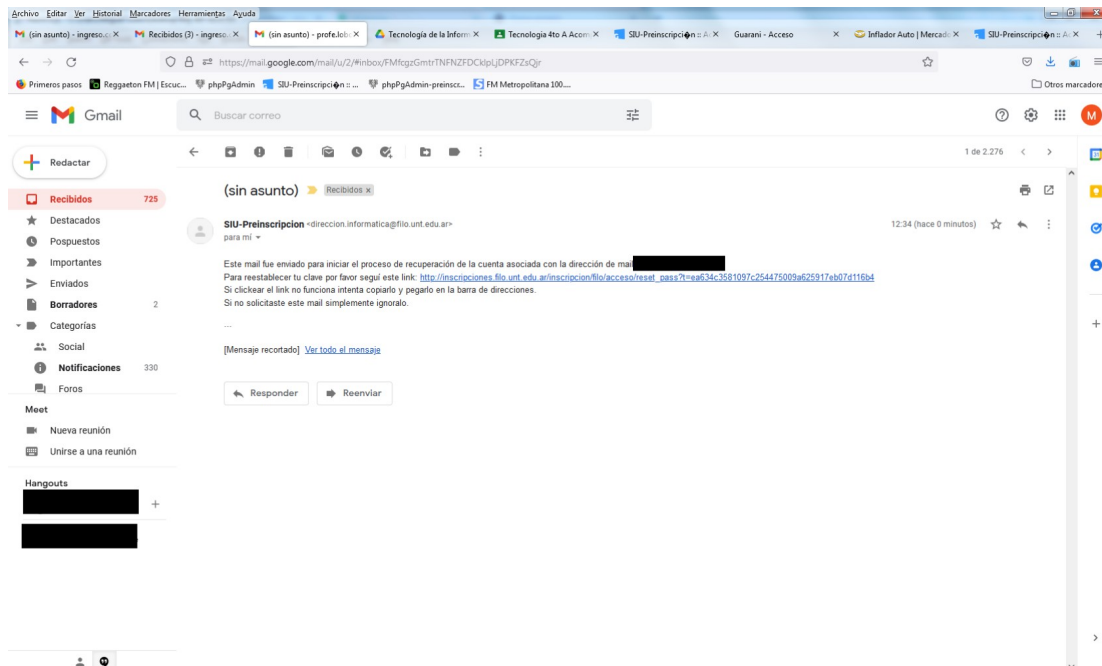 Archivo Editar Ver Historial Marcadores Herramientas Ayuda
(sin asunto) - ingreso.c
Recibidos (3) - ingreso.
(sin asunto) - profe.lob
Tecnología de la Inform
Tecnologia 4to A Acom
SIU-Preinscripci�n :: A
Guarani - Acceso
Inflador Auto | Mercado
SIU-Preinscripci�n :: A
https://mail.google.com/mail/u/2/#inbox/FMfcgzGmtrTNFNZFDCklpLjDPKFZsQjr
Primeros pasos
Reggaeton FM | Escuc...
phpPgAdmin
SIU-Preinscripci�n :: ...
phpPgAdmin-preinscr...
FM Metropolitana 100....
Otros marcadore
Gmail
Buscar correo
M
Redactar
1 de 2.276
Recibidos 725
Destacados
Pospuestos
Importantes
Enviados
Borradores 2
Categorías
Social
Notificaciones 330
Foros
Meet
Nueva reunión
Unirse a una reunión
Hangouts
(sin asunto) Recibidos x
SIU-Preinscripcion <direccion.informatica@filo.unt.edu.ar>
12:34 (hace 0 minutos)
para mí
Este mail fue enviado para iniciar el proceso de recuperación de la cuenta asociada con la dirección de mail
Para reestablecer tu clave por favor seguí este link: http://inscripciones.filo.unt.edu.ar/inscripcion/filo/acceso/reset_pass?t=ea634c3581097c254475009a625917eb07d116b4
Si clickear el link no funciona intenta copiarlo y pegarlo en la barra de direcciones.
Si no solicitaste este mail simplemente ignoralo.
...
[Mensaje recortado] Ver todo el mensaje
Responder
Reenviar